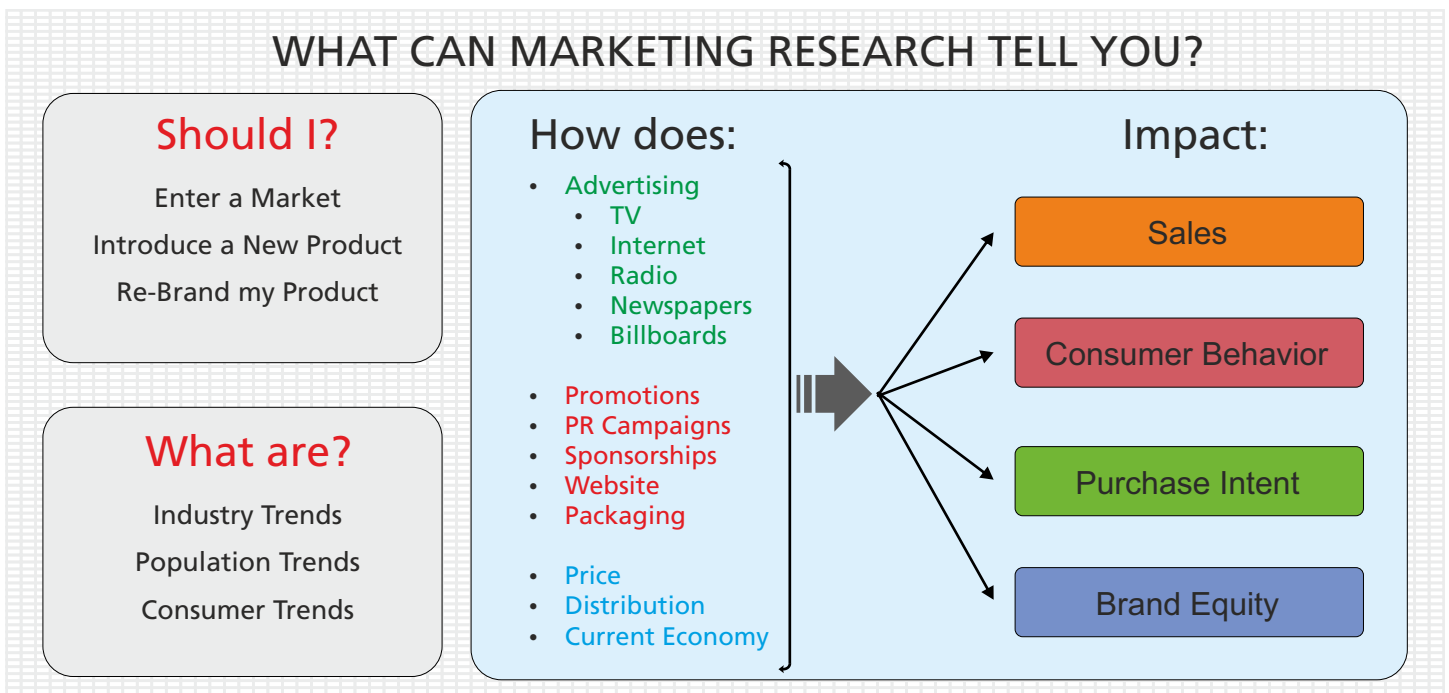 WHAT CAN MARKETING RESEARCH TELL YOU?
Should I?
Enter a Market
Introduce a New Product
Re-Brand my Product
What are?
Industry Trends
Population Trends
Consumer Trends
How does:
• Advertising
• TV
• Internet
• Radio
• Newspapers
• Billboards
• Promotions
• PR Campaigns
• Sponsorships
• Website
• Packaging
• Price
• Distribution
• Current Economy
Impact:
Sales
Consumer Behavior
Purchase Intent
Brand Equity